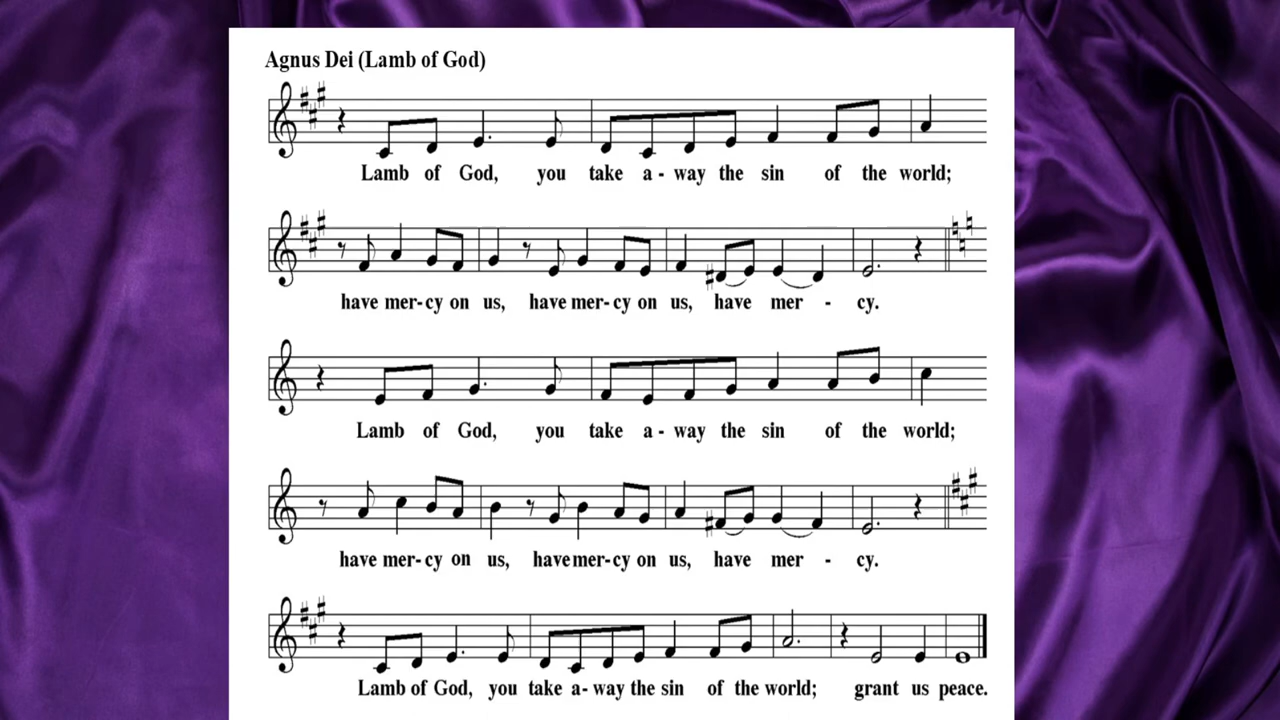 Agnus Dei (Lamb of God)
Lamb of God, you take a - way the sin of the world;
have mer - cy on us, have mer - cy on us, have mer - cy.
Lamb of God, you take a - way the sin of the world;
have mer - cy on us, have mer - cy on us, have mer - cy.
Lamb of God, you take a - way the sin of the world; grant us peace.